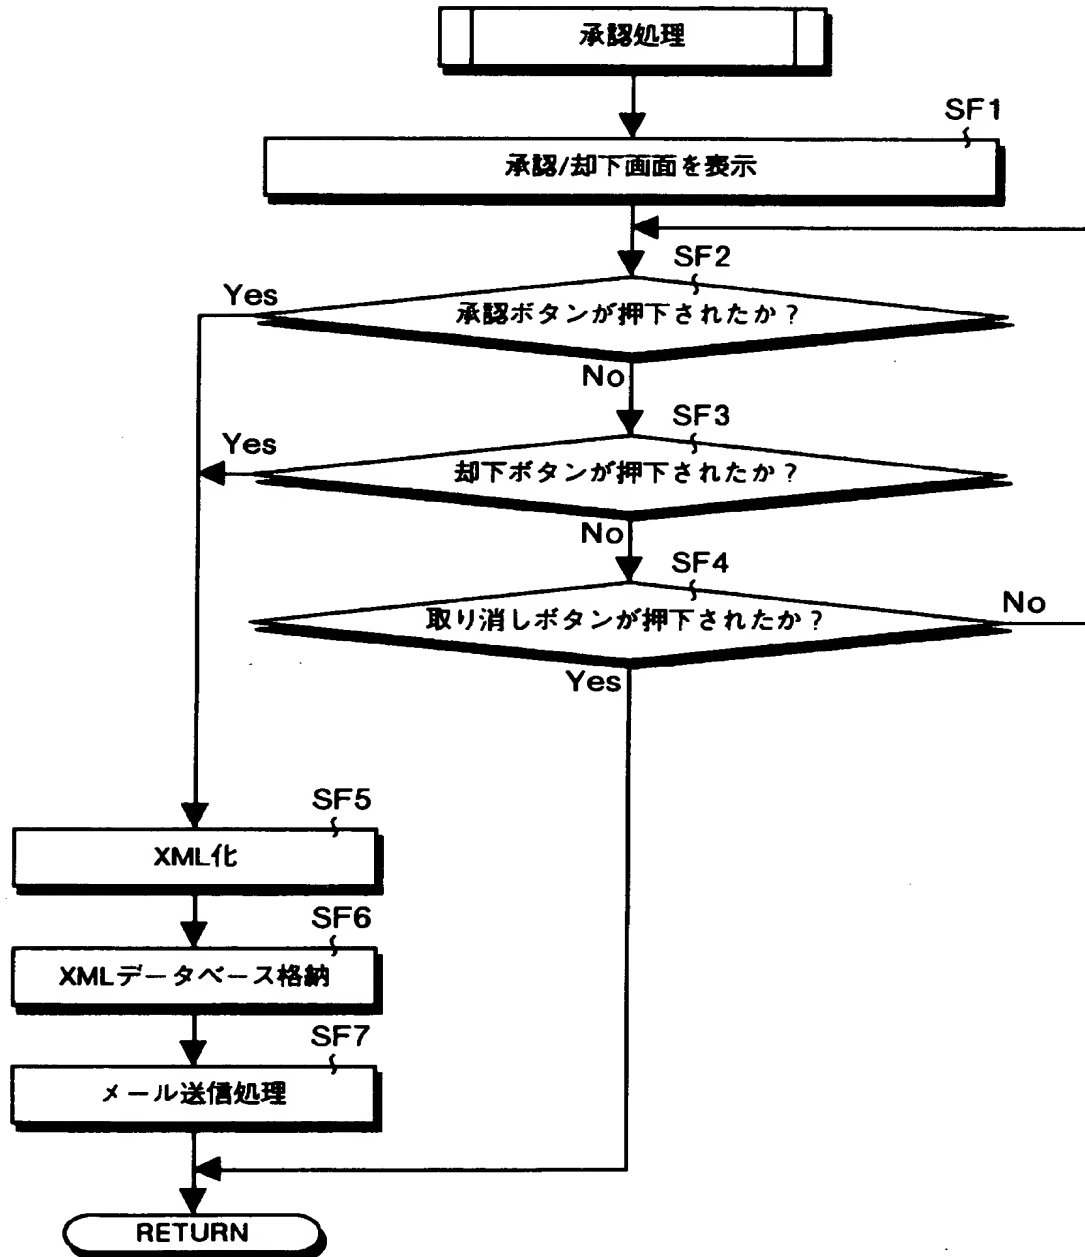 承認処理
SF1
承認/却下画面を表示
SF2
Yes
承認ボタンが押下されたか?
No
SF3
Yes
却下ボタンが押下されたか?
No
SF4
取り消しボタンが押下されたか?
No
Yes
SF5
XML化
SF6
XMLデータベース格納
SF7
メール送信処理
RETURN